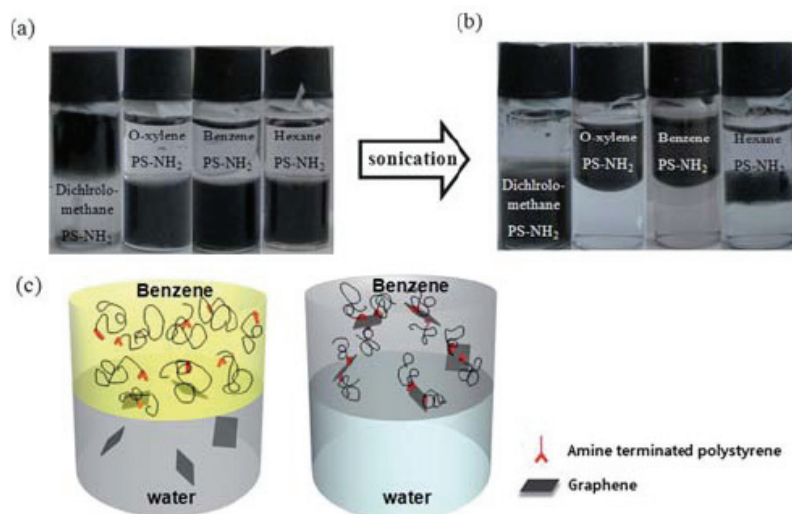 (a)
O-xylene
PS-NH₂
Benzene
PS-NH₂
Hexane
PS-NH₂
Dichlrolo-
methane
PS-NH₂
sonication
(b)
O-xylene
PS-NH₂
Benzene
PS-NH₂
Hexane
PS-NH₂
Dichlrolo-
methane
PS-NH₂
(c)
Benzene
water
Benzene
water
Amine terminated polystyrene
Graphene